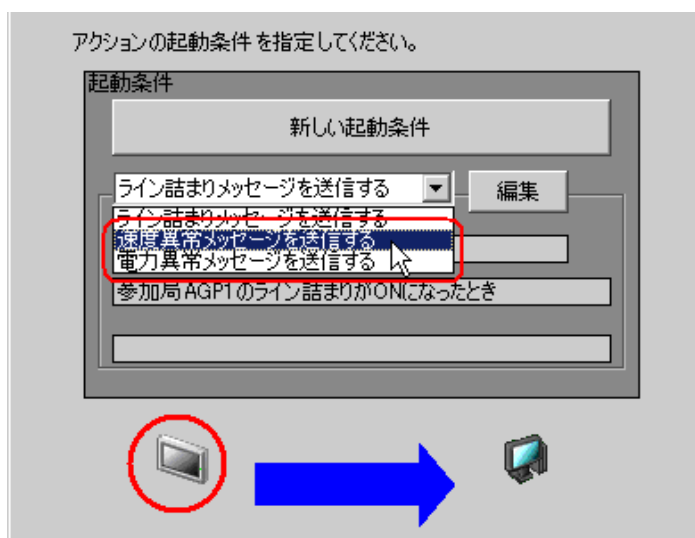 アクションの起動条件を指定してください。
起動条件
新しい起動条件
ライン詰まりメッセージを送信する
編集
ライン詰まりメッセージを送信する
速度異常メッセージを送信する
電力異常メッセージを送信する
参加局AGP1のライン詰まりがONになったとき